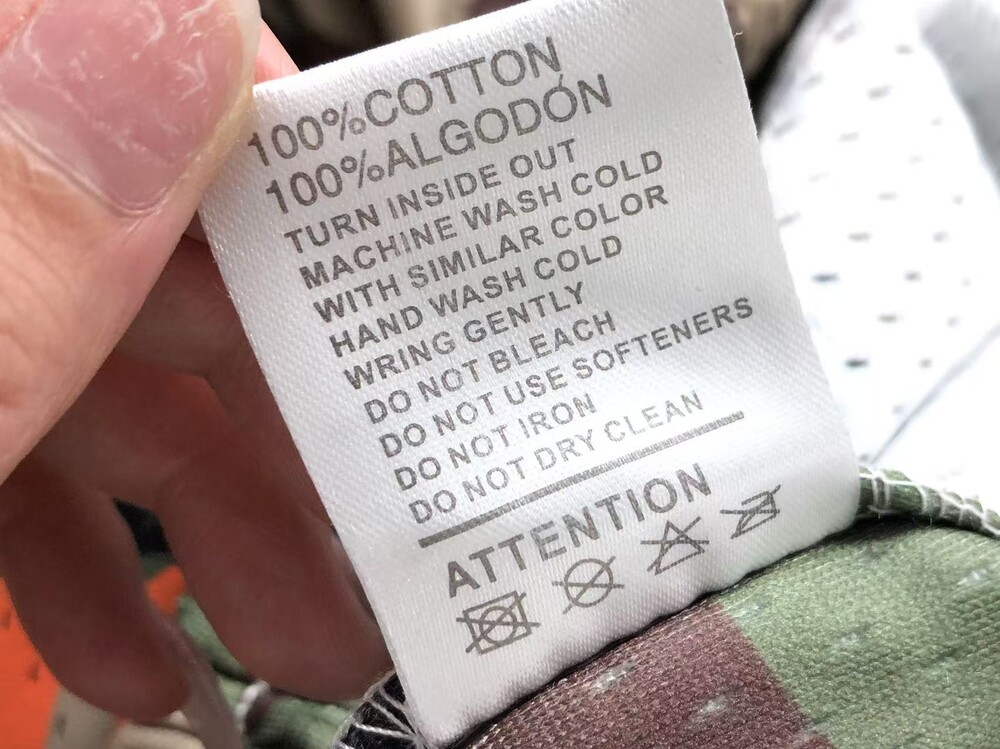 100%COTTON
100%ALGODÓN
TURN INSIDE OUT
MACHINE WASH COLD
WITH SIMILAR COLOR
HAND WASH COLD
WRING GENTLY
DO NOT BLEACH
DO NOT USE SOFTENERS
DO NOT IRON
DO NOT DRY CLEAN
ATTENTION